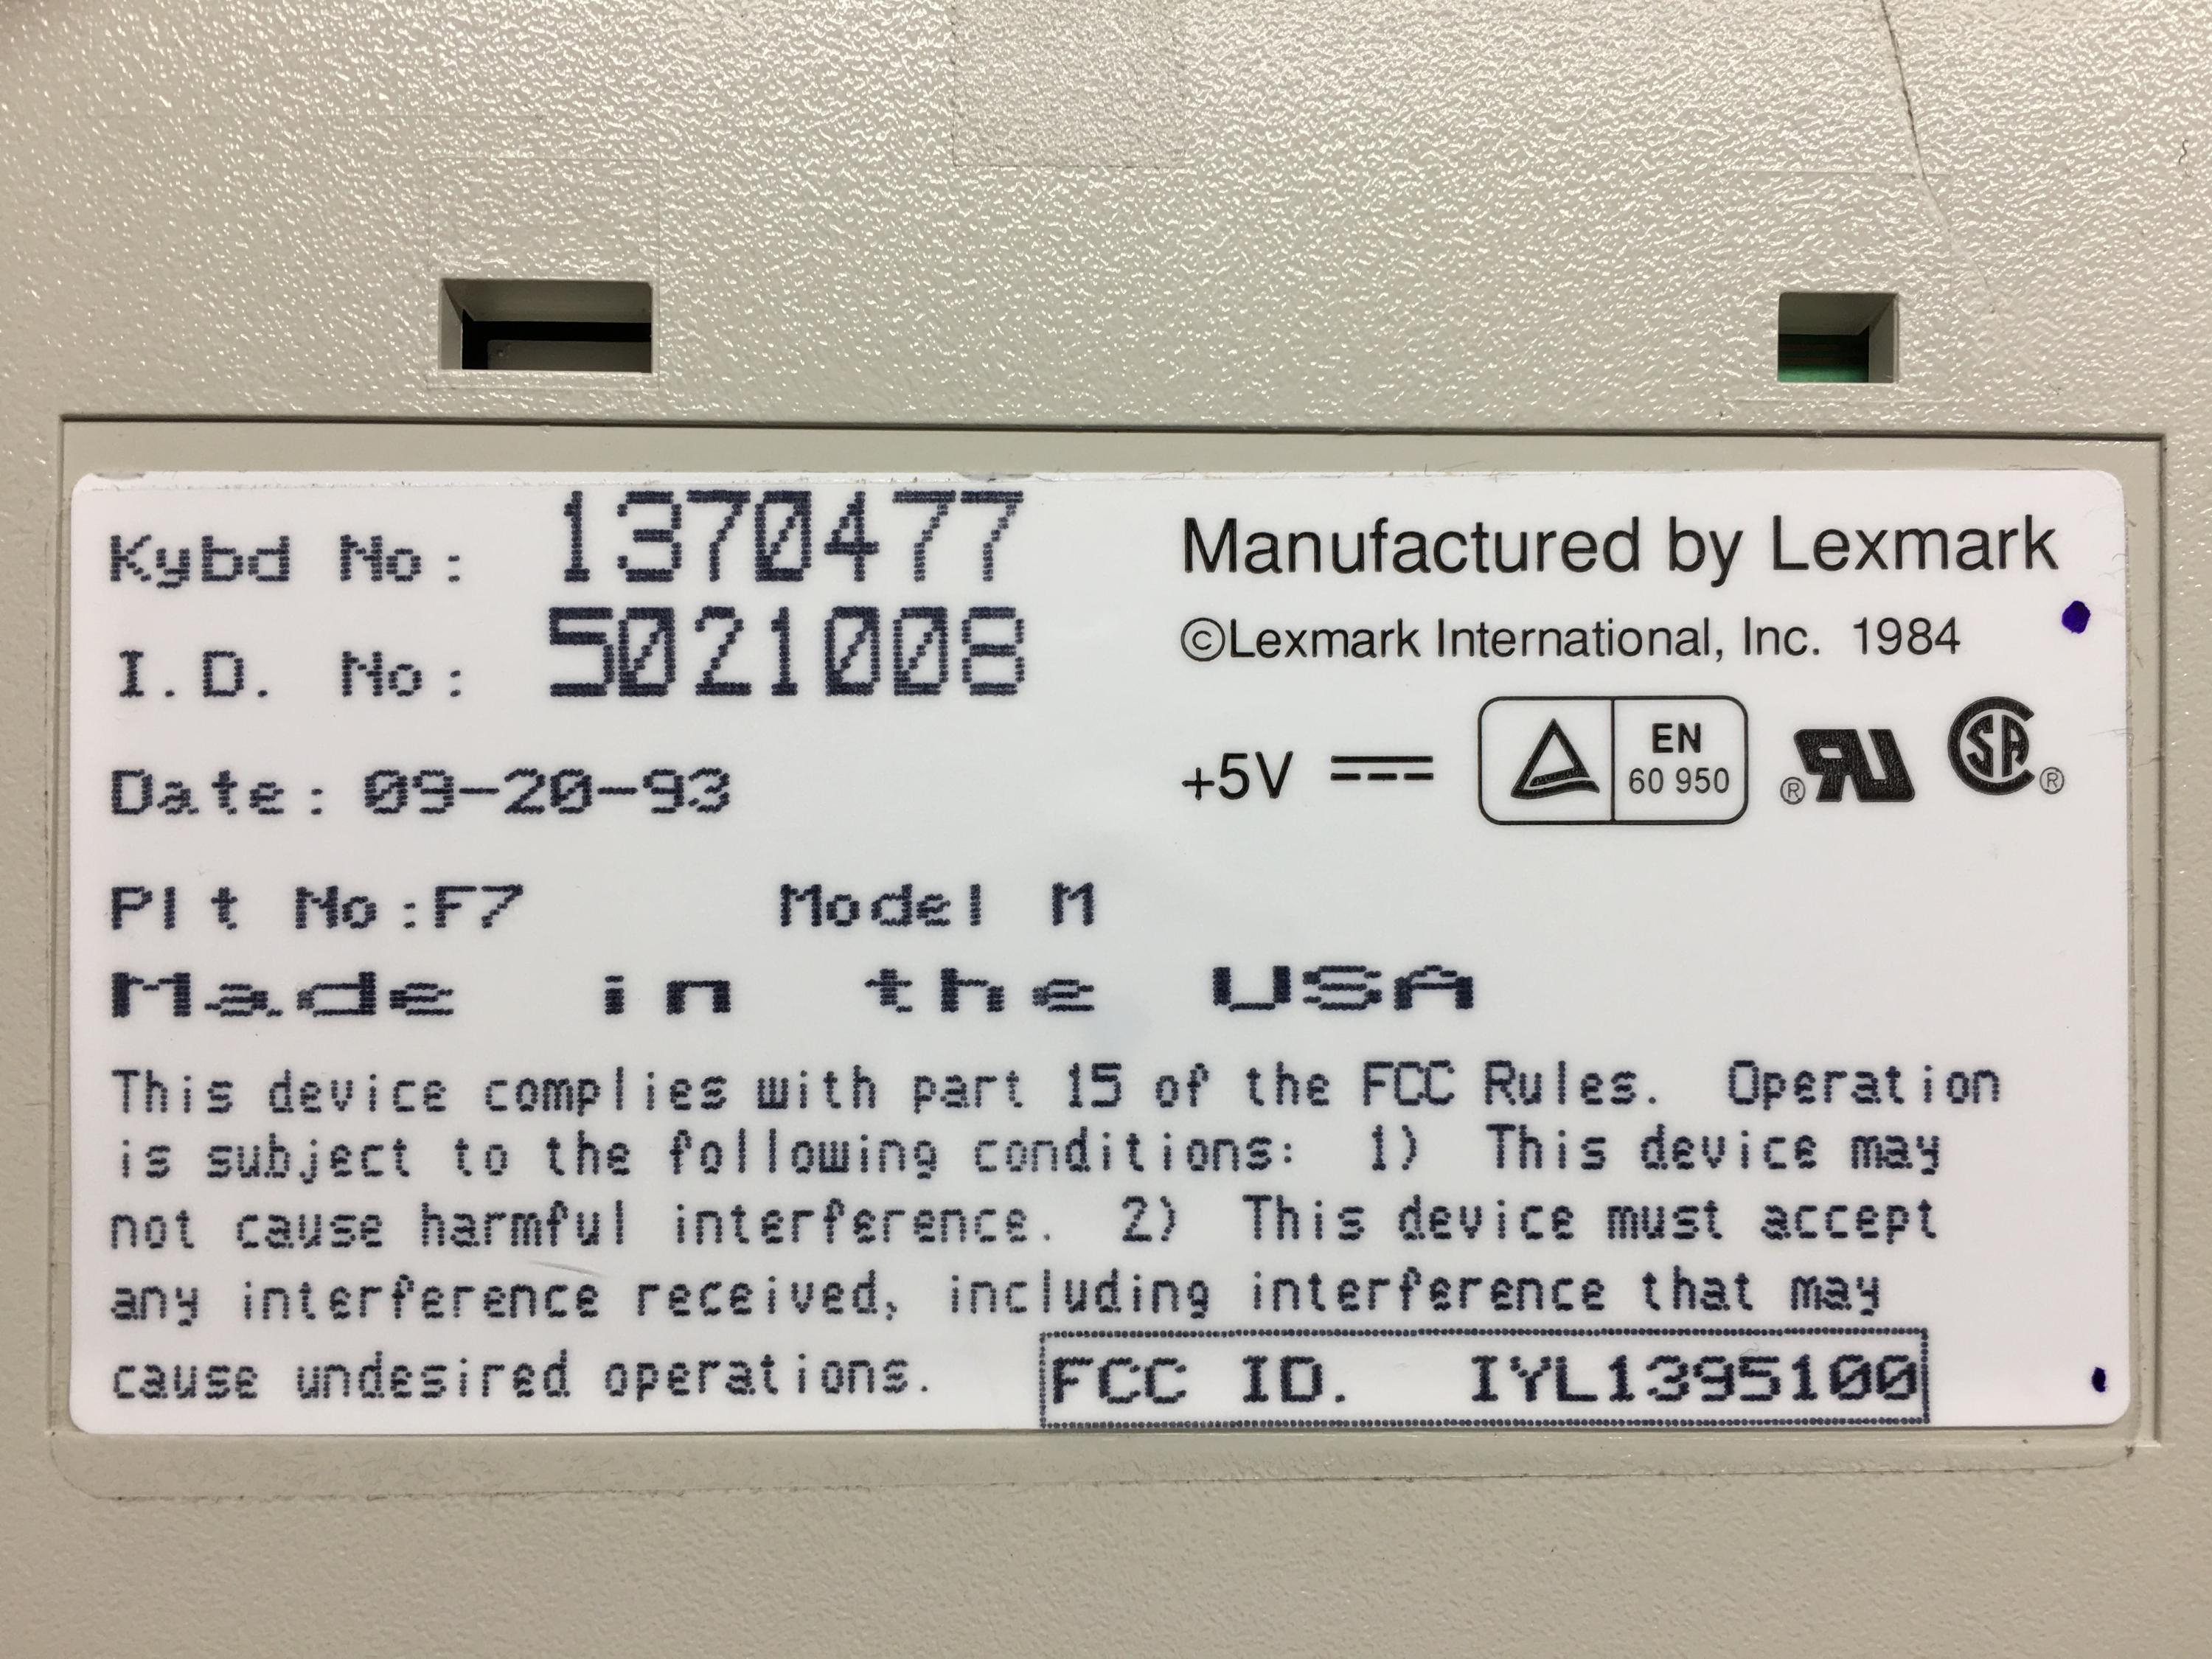 Kybd No: 1370477
I.D. No: 5021008
Date: 09-20-93
Plt No:F7 Model M
Made in the USA
Manufactured by Lexmark
©Lexmark International, Inc. 1984
+5V EN 60 950 ® RU SA ®
This device complies with part 15 of the FCC Rules. Operation
is subject to the following conditions: 1) This device may
not cause harmful interference. 2) This device must accept
any interference received, including interference that may
cause undesired operations. FCC ID. IYL1395100